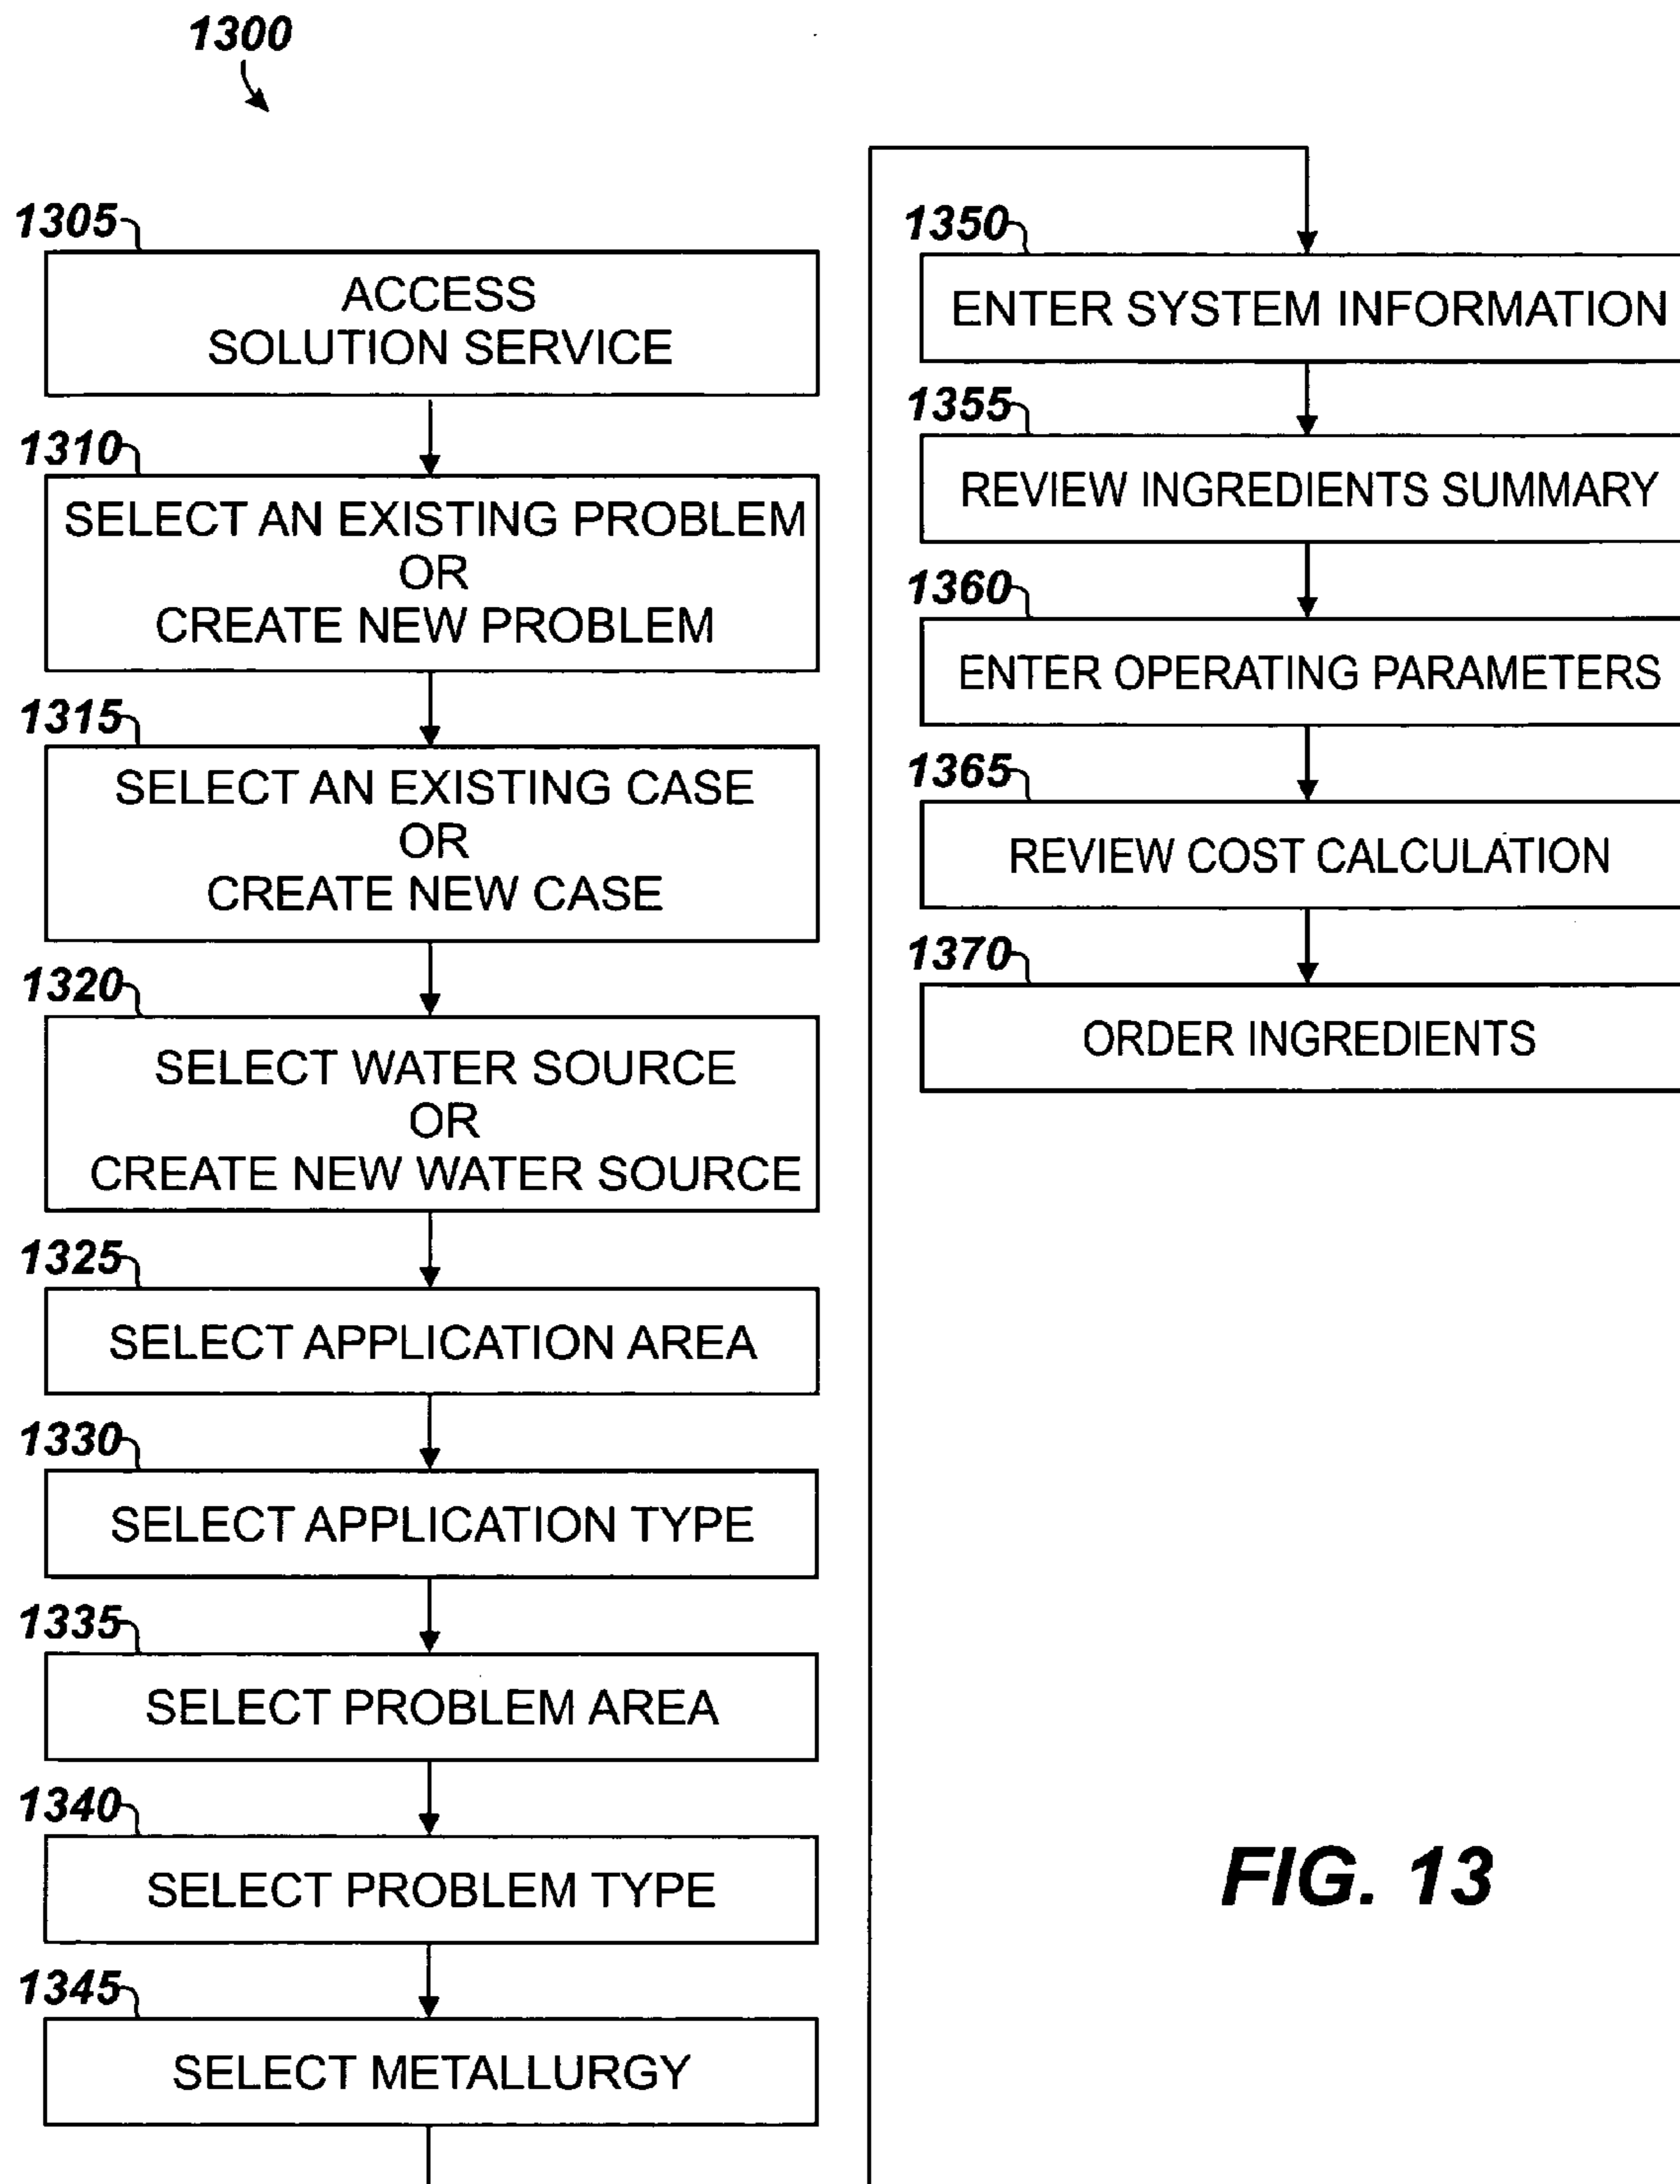 1300
1305
ACCESS
SOLUTION SERVICE
1310
SELECT AN EXISTING PROBLEM
OR
CREATE NEW PROBLEM
1315
SELECT AN EXISTING CASE
OR
CREATE NEW CASE
1320
SELECT WATER SOURCE
OR
CREATE NEW WATER SOURCE
1325
SELECT APPLICATION AREA
1330
SELECT APPLICATION TYPE
1335
SELECT PROBLEM AREA
1340
SELECT PROBLEM TYPE
1345
SELECT METALLURGY
1350
ENTER SYSTEM INFORMATION
1355
REVIEW INGREDIENTS SUMMARY
1360
ENTER OPERATING PARAMETERS
1365
REVIEW COST CALCULATION
1370
ORDER INGREDIENTS
FIG. 13